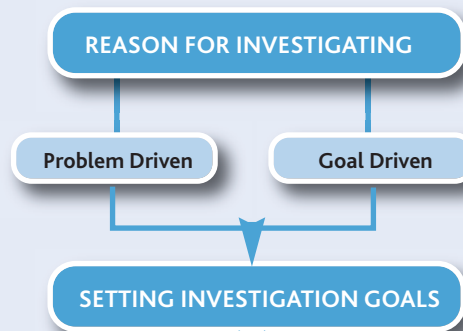 REASON FOR INVESTIGATING
Problem Driven
Goal Driven
SETTING INVESTIGATION GOALS